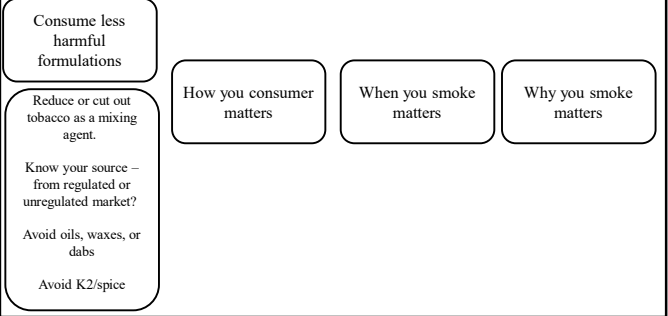 Consume less
harmful
formulations
Reduce or cut out
tobacco as a mixing
agent.
Know your source –
from regulated or
unregulated market?
Avoid oils, waxes, or
dabs
Avoid K2/spice
How you consumer
matters
When you smoke
matters
Why you smoke
matters